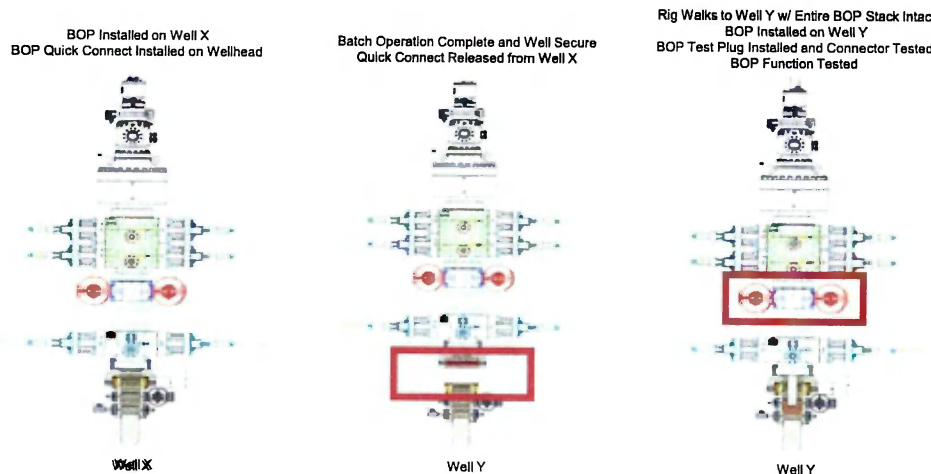 BOP Installed on Well X
BOP Quick Connect Installed on Wellhead
Batch Operation Complete and Well Secure
Quick Connect Released from Well X
Rig Walks to Well Y w/ Entire BOP Stack Intac
BOP Installed on Well Y
BOP Test Plug Installed and Connector Tested
BOP Function Tested
Well X
Well Y
Well Y